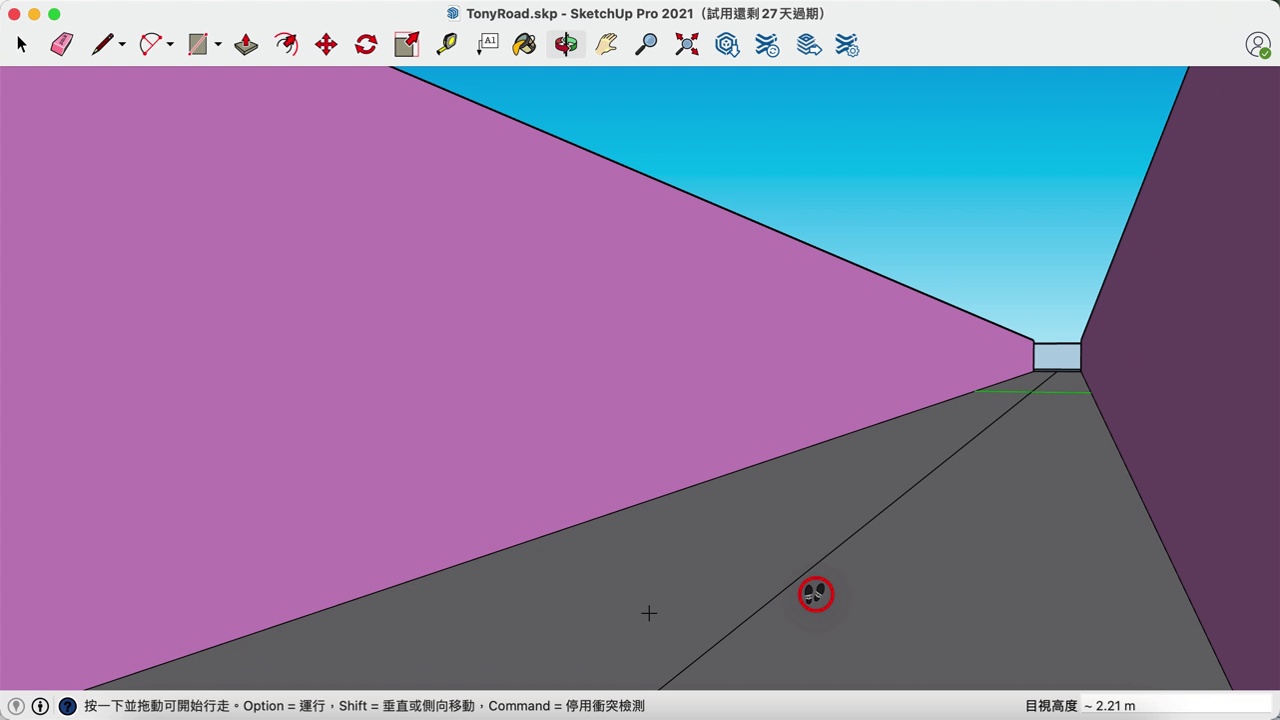 TonyRoad.skp - SketchUp Pro 2021（試用還剩 27 天過期）
A1
按一下並拖動可開始行走。Option = 運行，Shift = 垂直或側向移動，Command = 停用衝突檢測
目視高度 ~ 2.21 m